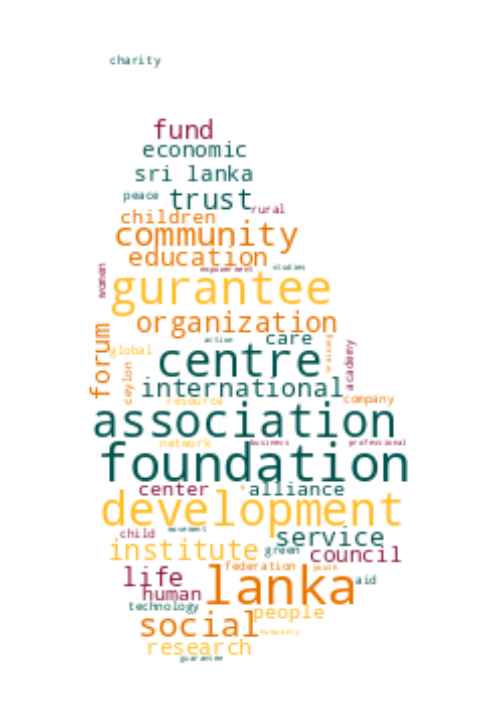 charity
fund
economic
sri lanka
peace trust rural
children
community
education
women empowerment studies
gurantee
forum organization
action care training academy
global centre
ceylon international
resource company
association
network business professional
foundation
center alliance
development
child movement service
institute green council
federation youth
life lanka aid
human
technology people
social humanity
research
guarantee